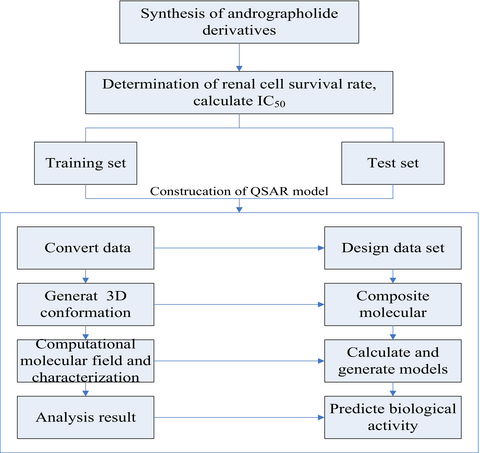 Synthesis of andrographolide
derivatives
Determination of renal cell survival rate,
calculate IC50
Training set
Test set
Construcation of QSAR model
Convert data
Design data set
Generat 3D
conformation
Composite
molecular
Computational
molecular field and
characterization
Calculate and
generate models
Analysis result
Predicte biological
activity